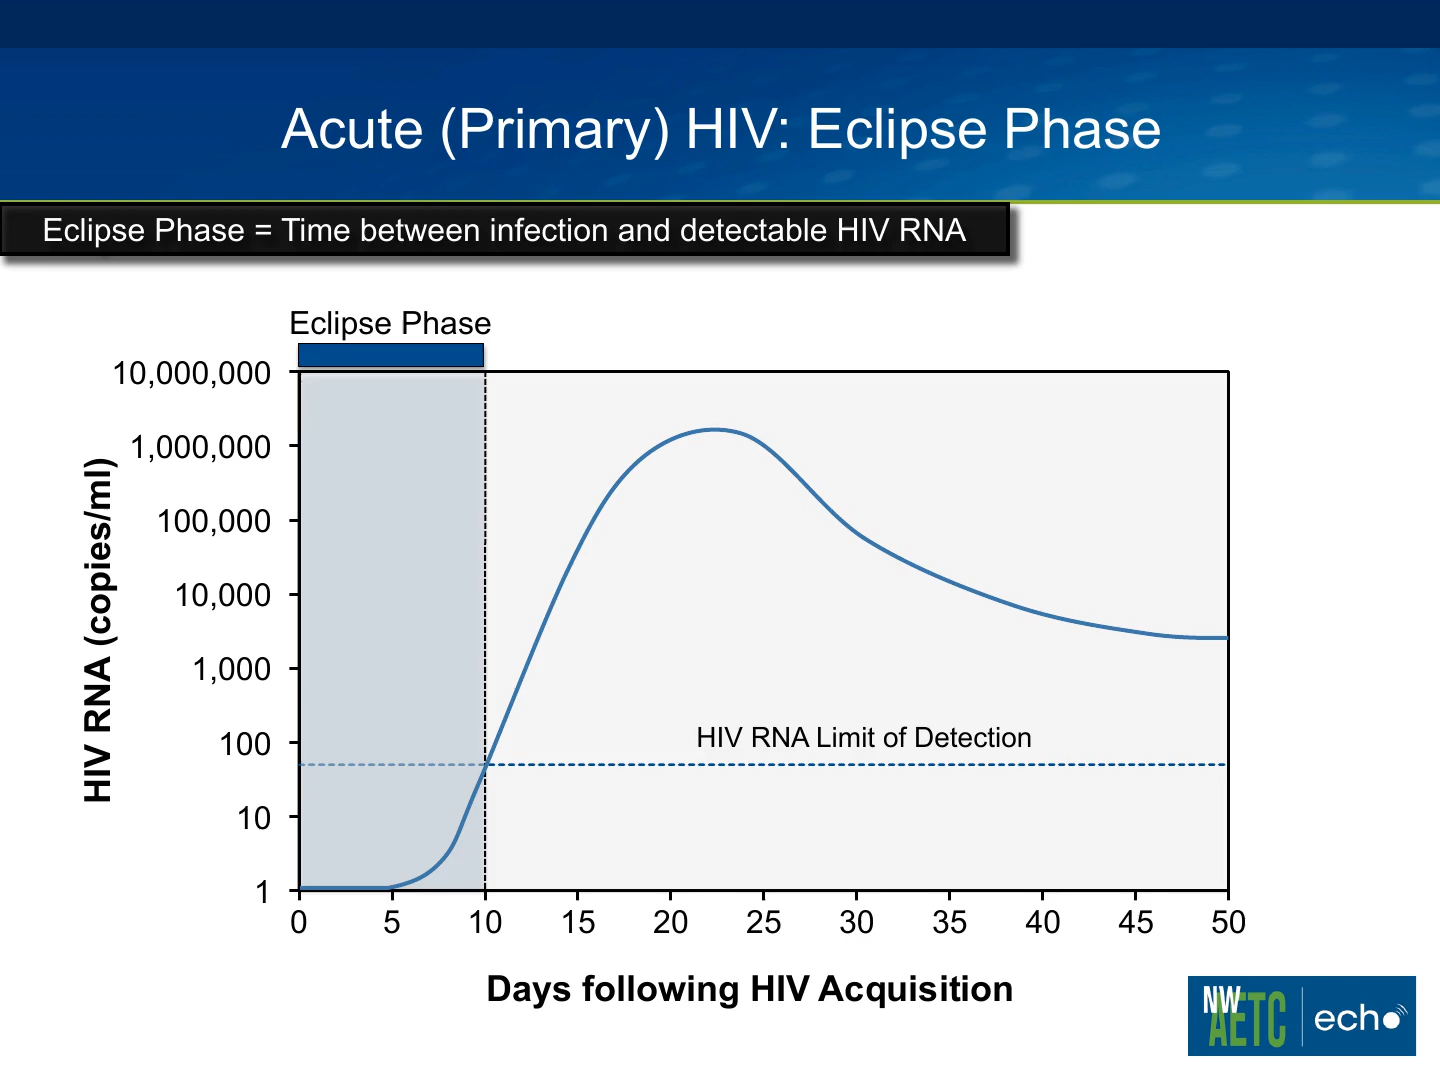 Acute (Primary) HIV: Eclipse Phase
Eclipse Phase = Time between infection and detectable HIV RNA
Eclipse Phase
10,000,000
1,000,000
100,000
10,000
1,000
100
10
1
HIV RNA (copies/ml)
HIV RNA Limit of Detection
0 5 10 15 20 25 30 35 40 45 50
Days following HIV Acquisition
NW
AETC
echo